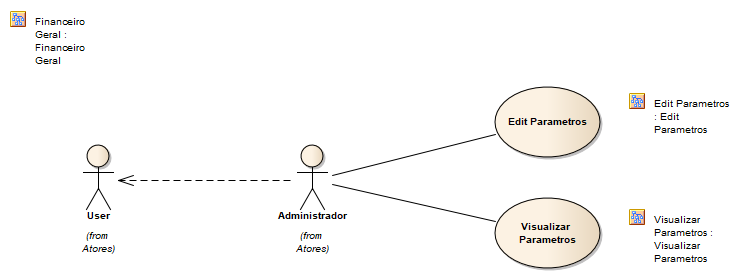 Financeiro
Geral :
Financeiro
Geral
Edit Parametros
Edit Parametros
: Edit
Parametros
User
(from
Atores)
Administrador
(from
Atores)
Visualizar
Parametros
Visualizar
Parametros :
Visualizar
Parametros